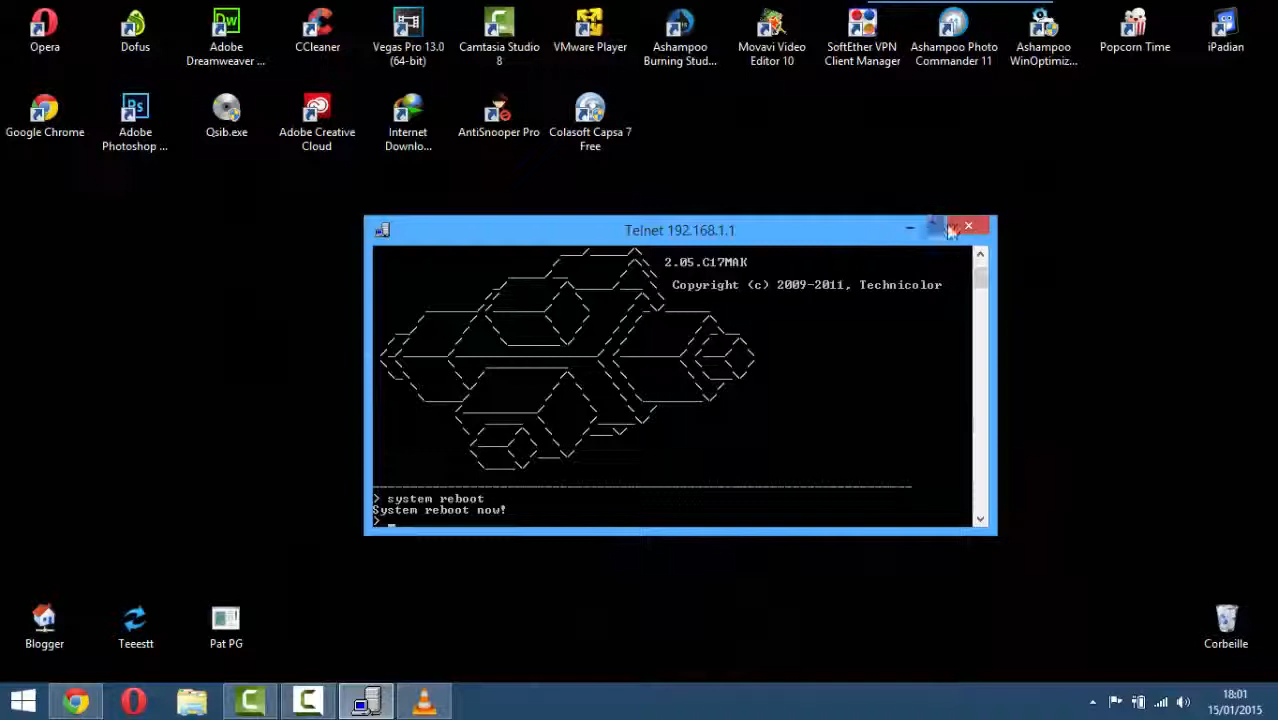 Opera
Dofus
Adobe
Dreamweaver ...
CCleaner
Vegas Pro 13.0
(64-bit)
Camtasia Studio
8
VMware Player
Ashampoo
Burning Stud...
Movavi Video
Editor 10
SoftEther VPN
Client Manager
Ashampoo Photo
Commander 11
Ashampoo
WinOptimiz...
Popcorn Time
iPadian
Google Chrome
Adobe
Photoshop ...
Qsib.exe
Adobe Creative
Cloud
Internet
Downlo...
AntiSnooper Pro
Colasoft Capsa 7
Free
Telnet 192.168.1.1
2.05.C17MAK
Copyright (c) 2009-2011, Technicolor
> system reboot
System reboot now!
>
Blogger
Teeestt
Pat PG
Corbeille
18:01
15/01/2015